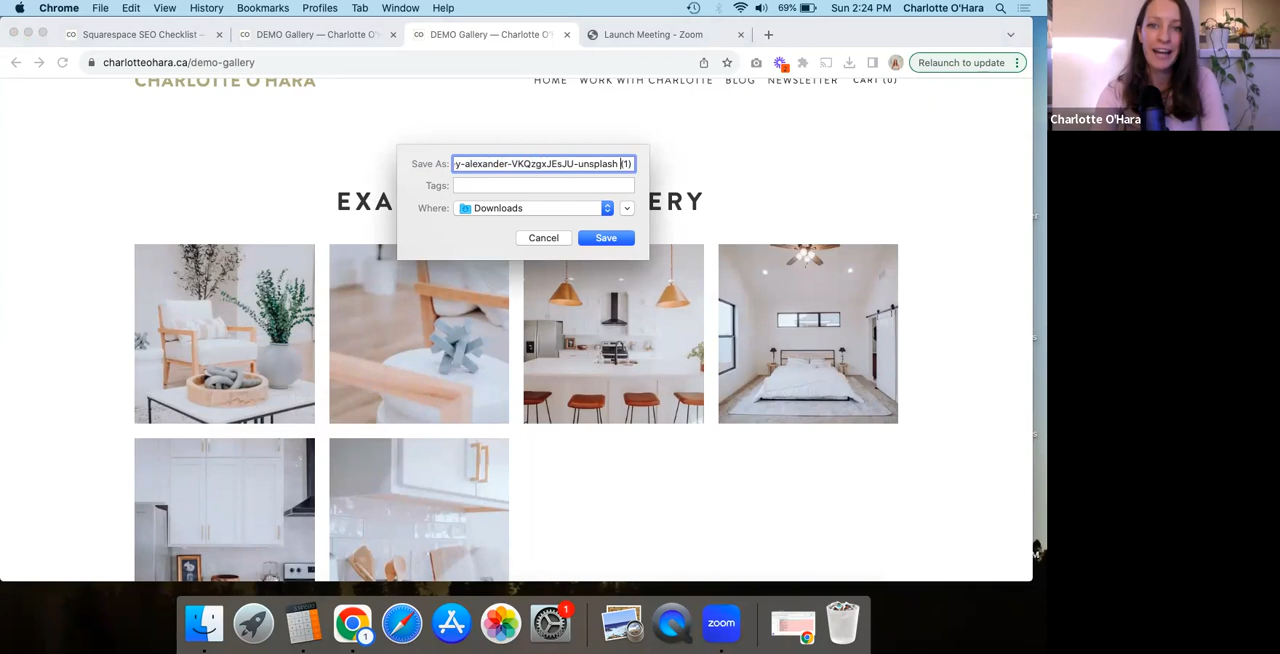 Chrome File Edit View History Bookmarks Profiles Tab Window Help 69% Sun 2:24 PM Charlotte O'Hara
Squarespace SEO Checklist – DEMO Gallery — Charlotte O' DEMO Gallery — Charlotte O' Launch Meeting - Zoom
charlotteohara.ca/demo-gallery 2 Relaunch to update
CHARLOTTE O'HARA HOME WORK WITH CHARLOTTE BLOG NEWSLETTER CART (0)
Charlotte O'Hara
Save As: y-alexander-VKQzgxJEsJU-unsplash (1)
Tags:
EXA ERY
Where: Downloads
Cancel Save
1 1
zoom